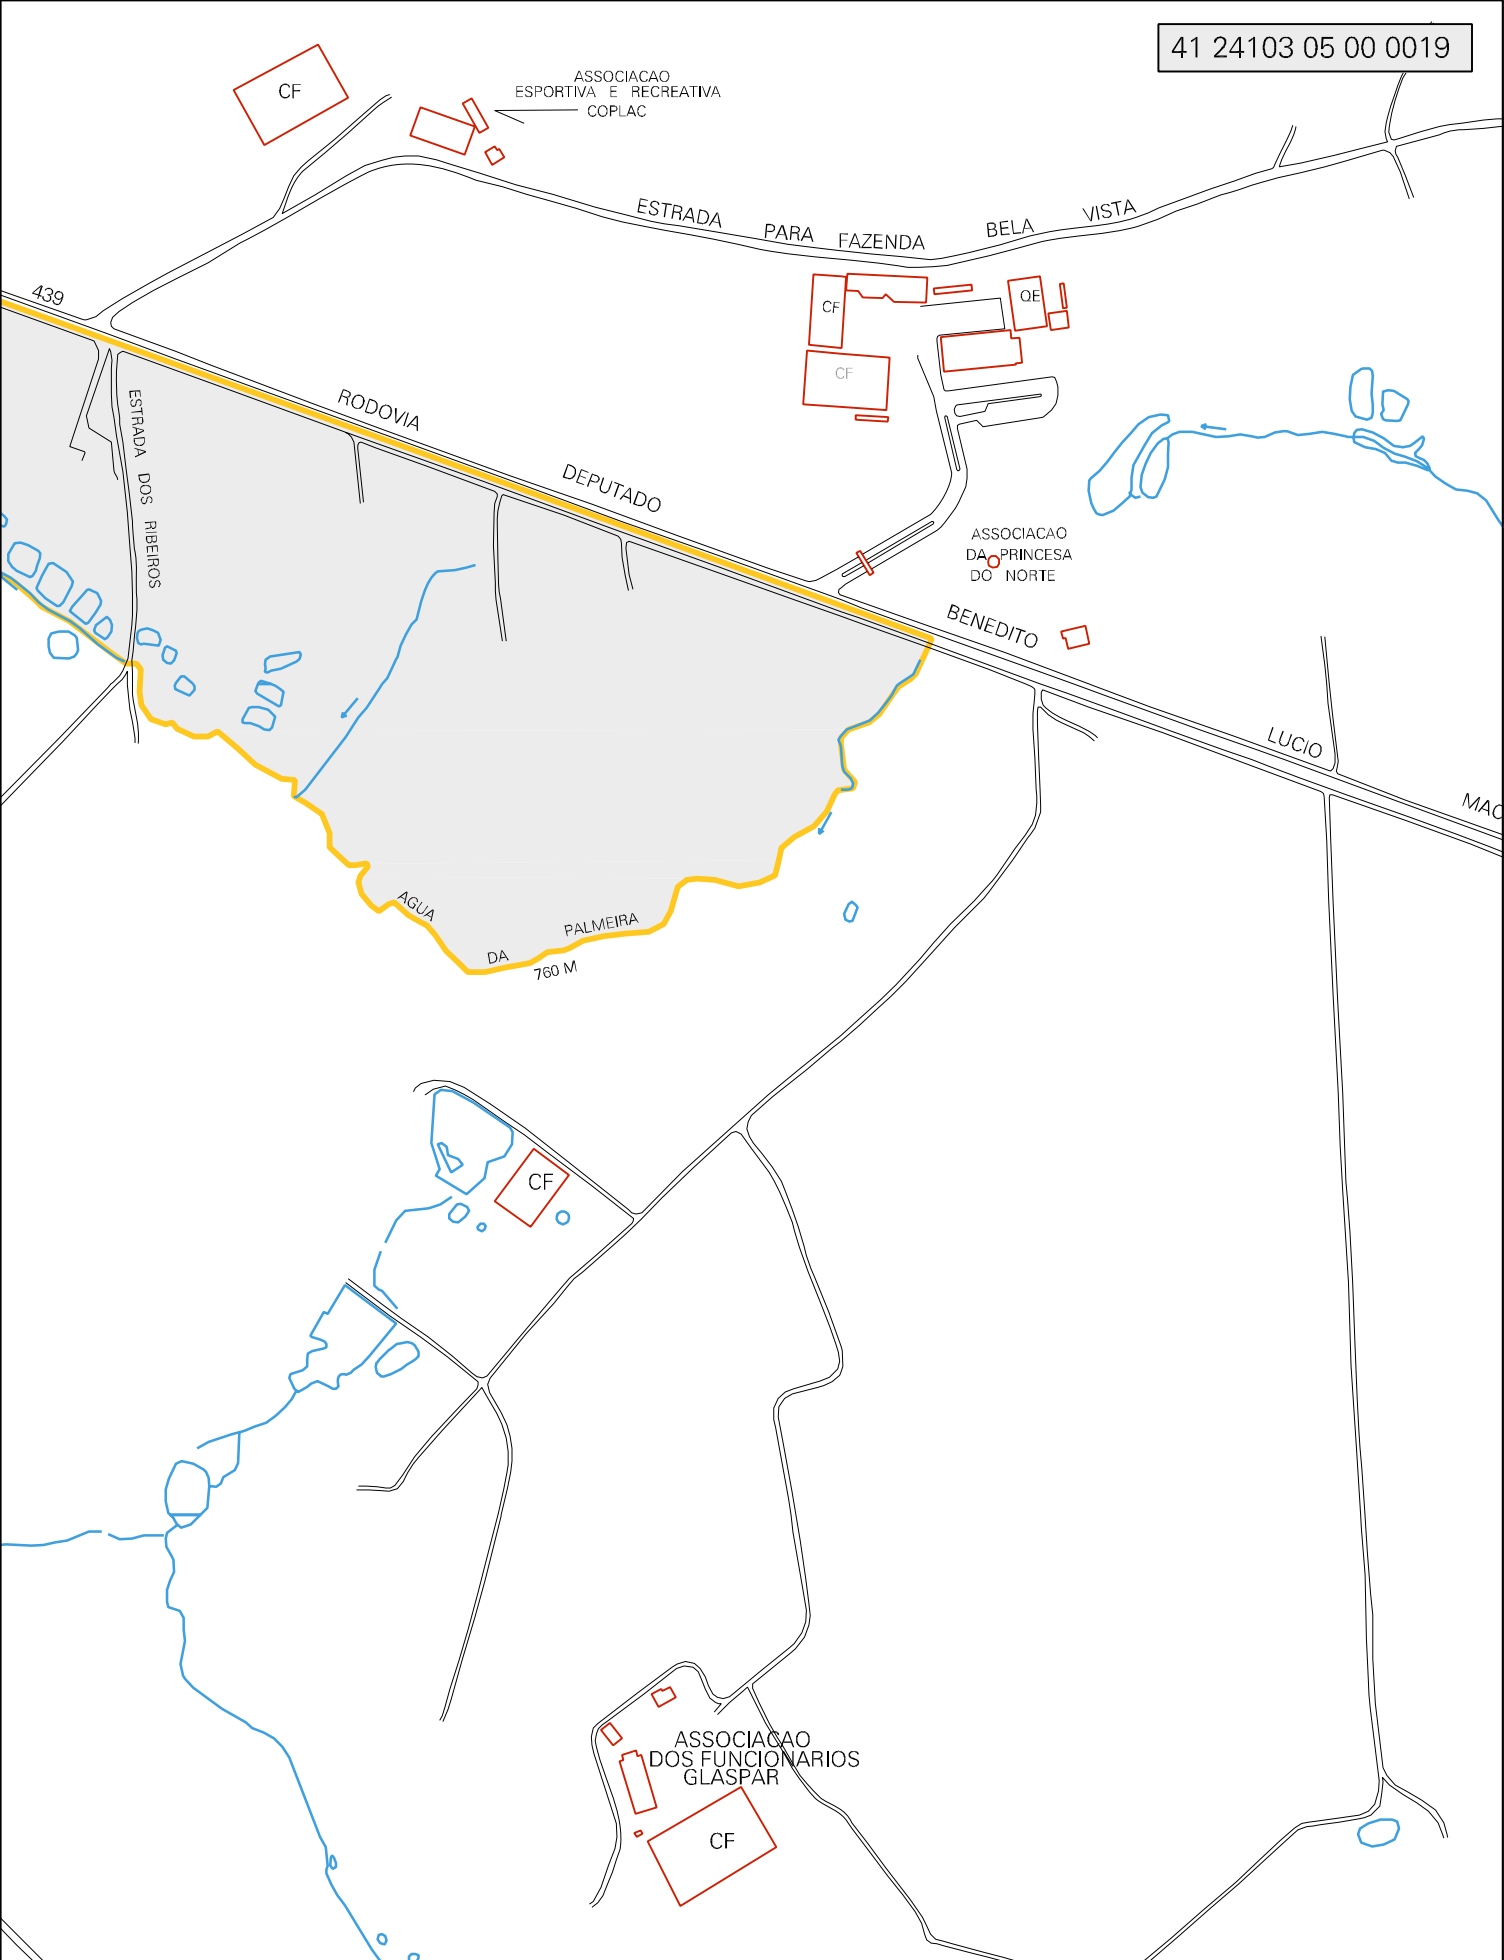 41 24103 05 00 0019
CF
ASSOCIACAO
ESPORTIVA E RECREATIVA
COPLAC
ESTRADA PARA FAZENDA BELA VISTA
439
CF
QE
CF
RODOVIA DEPUTADO BENEDITO LUCIO MAC
ESTRADA DOS RIBEIROS
ASSOCIACAO
DA PRINCESA
DO NORTE
AGUA DA PALMEIRA
760 M
CF
ASSOCIACAO
DOS FUNCIONARIOS
GLASPAR
CF